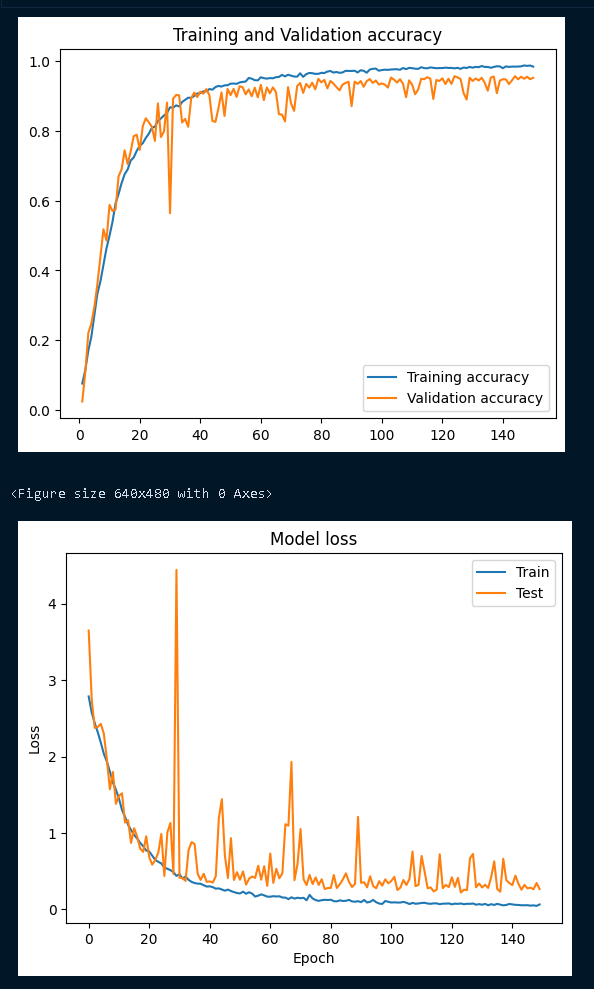 Training and Validation accuracy
1.0
0.8
0.6
0.4
0.2
0.0
Training accuracy
Validation accuracy
0 20 40 60 80 100 120 140
<Figure size 640x480 with 0 Axes>
Model loss
Train
Test
4
3
2
1
0
Loss
0 20 40 60 80 100 120 140
Epoch